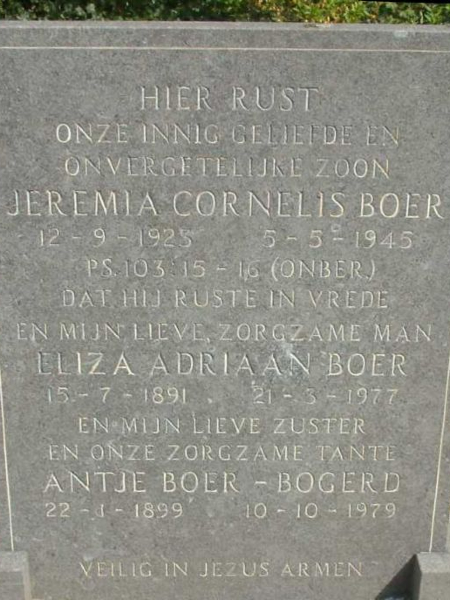 HIER RUST
ONZE INNIG GELIEFDE EN
ONVERGETELIJKE ZOON
JEREMIA CORNELIS BOER
12-9-1923 5-5-1945
PS.103:15-16 (ONBER.)
DAT HIJ RUSTE IN VREDE
EN MIJN LIEVE, ZORGZAME MAN
ELIZA ADRIAAN BOER
15-7-1891 21-3-1977
EN MIJN LIEVE ZUSTER
EN ONZE ZORGZAME TANTE
ANTJE BOER-BOGERD
22-1-1899 10-10-1979
VEILIG IN JEZUS ARMEN